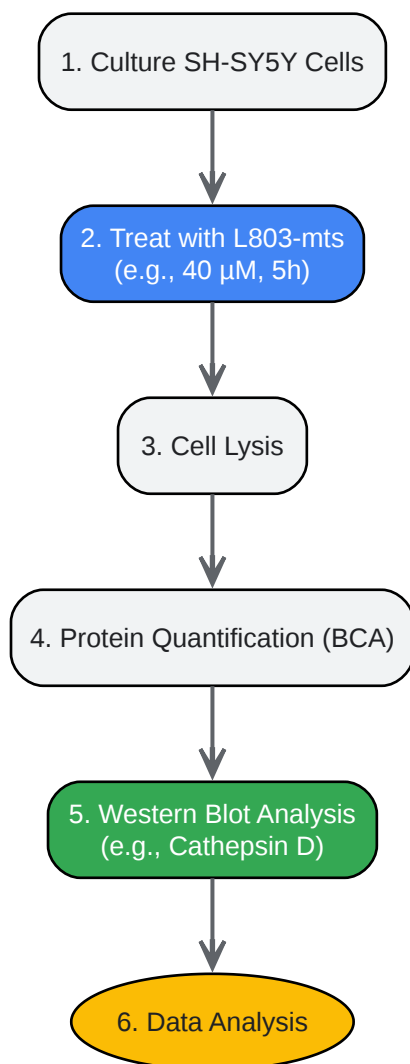 1. Culture SH-SY5Y Cells
2. Treat with L803-mts
(e.g., 40 µM, 5h)
3. Cell Lysis
4. Protein Quantification (BCA)
5. Western Blot Analysis
(e.g., Cathepsin D)
6. Data Analysis